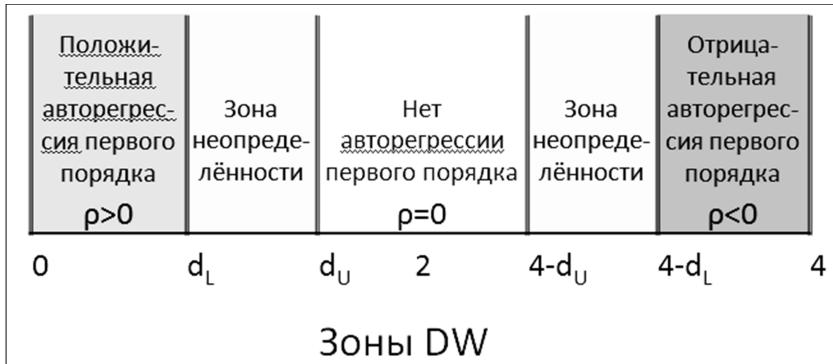 Положи-
тельная
авторегрес-
сия первого
порядка
ρ>0
Зона
неопреде-
лённости
Нет
авторегрессии
первого порядка
ρ=0
Зона
неопреде-
лённости
Отрица-
тельная
авторегрес-
сия первого
порядка
ρ<0
0 dL dU 2 4-dU 4-dL 4
Зоны DW